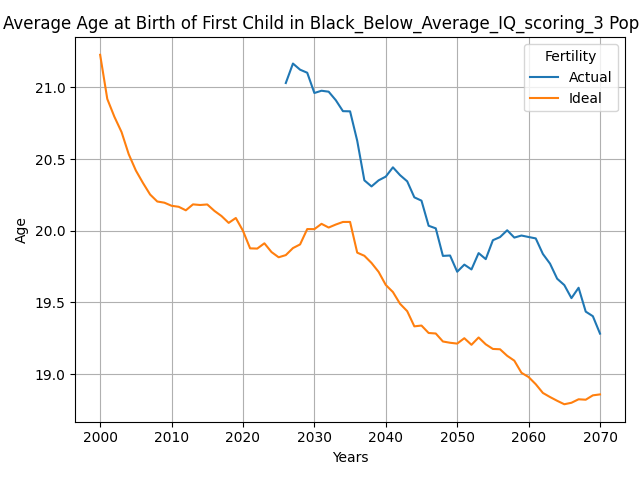 Average Age at Birth of First Child in Black_Below_Average_IQ_scoring_3 Pop
Fertility
Actual
Ideal
21.0
20.5
20.0
19.5
19.0
Age
2000 2010 2020 2030 2040 2050 2060 2070
Years